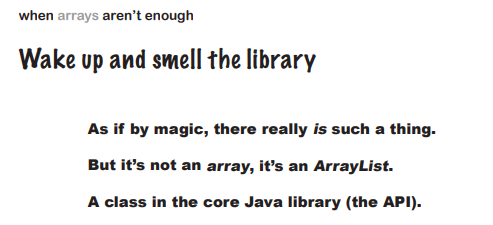 when arrays aren’t enough
Wake up and smell the library
As if by magic, there really is such a thing.
But it’s not an array, it’s an ArrayList.
A class in the core Java library (the API).